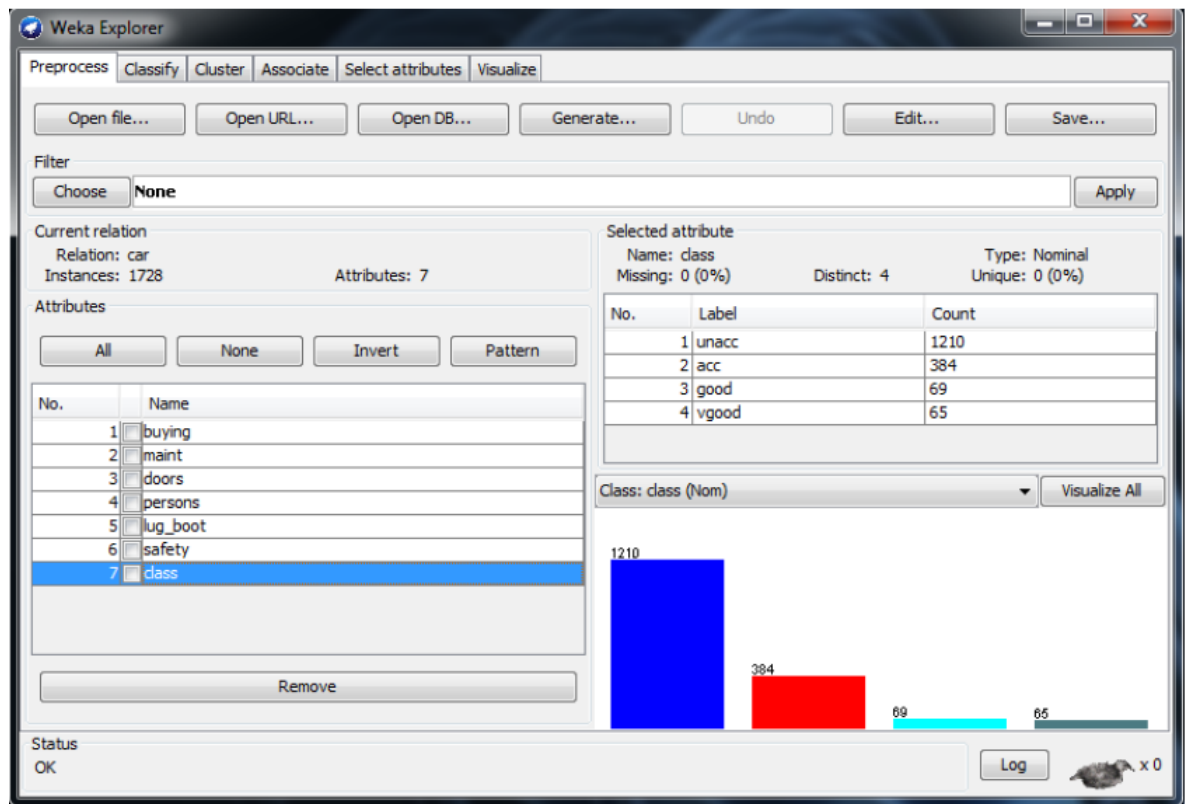 Weka Explorer
Preprocess Classify Cluster Associate Select attributes Visualize
Open file... Open URL... Open DB... Generate... Undo Edit... Save...
Filter
Choose None Apply
Current relation
Relation: car
Instances: 1728 Attributes: 7
Attributes
All None Invert Pattern
No. Name
1 buying
2 maint
3 doors
4 persons
5 lug_boot
6 safety
7 class
Remove
Selected attribute
Name: class Type: Nominal
Missing: 0 (0%) Distinct: 4 Unique: 0 (0%)
No. Label Count
1 unacc 1210
2 acc 384
3 good 69
4 vgood 65
Class: class (Nom) Visualize All
1210
384
69
65
Status
OK
Log x 0